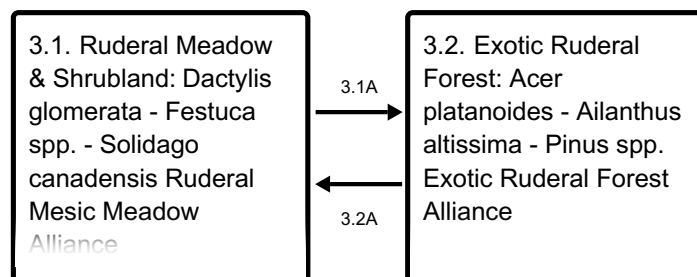 3.1. Ruderal Meadow
& Shrubland: Dactylis
glomerata - Festuca
spp. - Solidago
canadensis Ruderal
Mesic Meadow
Alliance
3.1A
3.2A
3.2. Exotic Ruderal
Forest: Acer
platanoides - Ailanthus
altissima - Pinus spp.
Exotic Ruderal Forest
Alliance